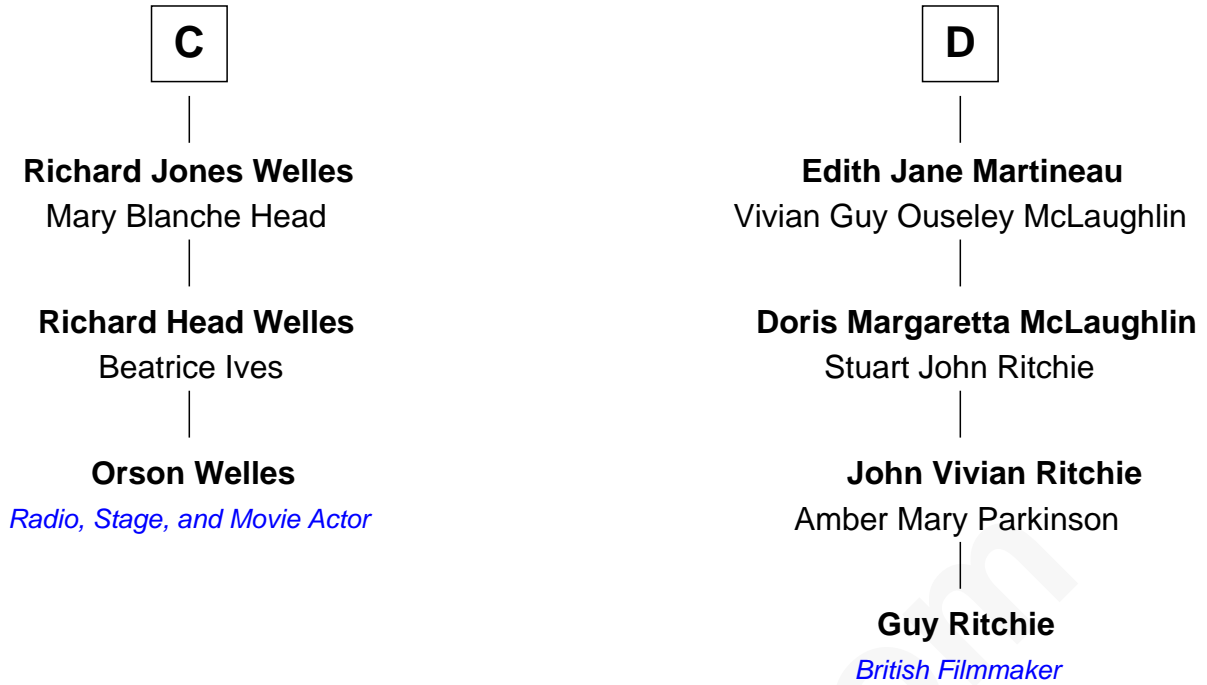 C
Richard Jones Welles
Mary Blanche Head
Richard Head Welles
Beatrice Ives
Orson Welles
Radio, Stage, and Movie Actor
D
Edith Jane Martineau
Vivian Guy Ouseley McLaughlin
Doris Margaretta McLaughlin
Stuart John Ritchie
John Vivian Ritchie
Amber Mary Parkinson
Guy Ritchie
British Filmmaker